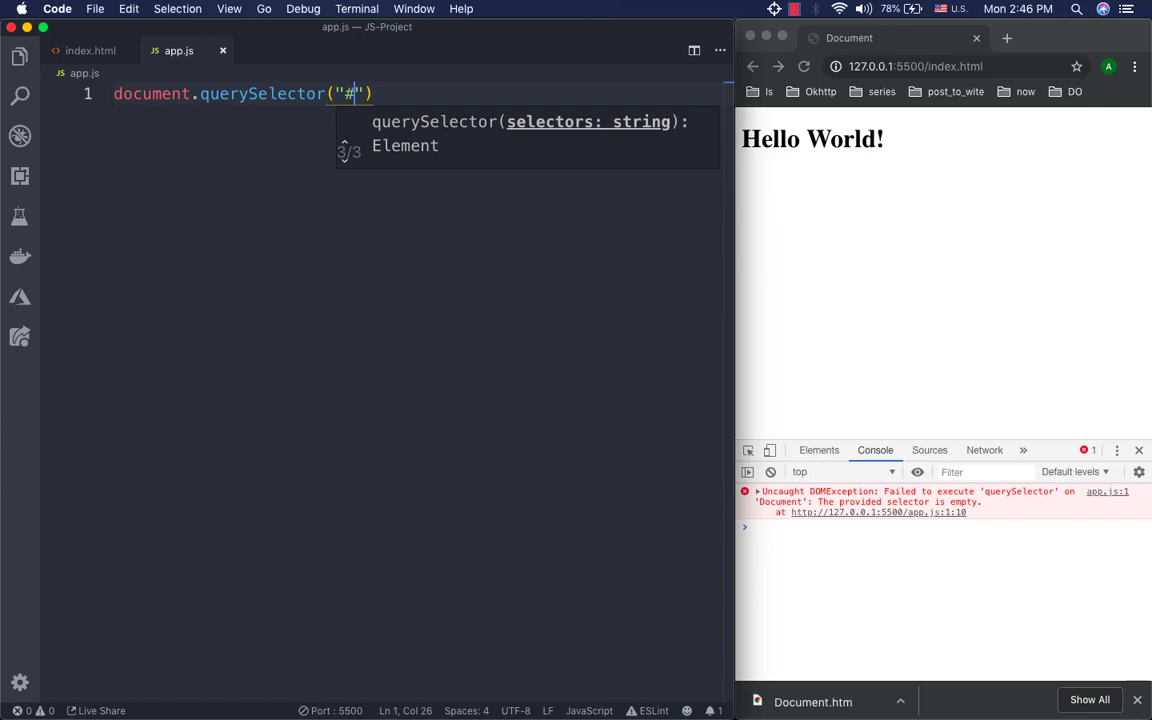 Code File Edit Selection View Go Debug Terminal Window Help 78% U.S. Mon 2:46 PM
app.js — JS-Project
index.html JS app.js ×
JS app.js
1 document.querySelector("#")
querySelector(selectors: string):
3/3 Element
0 0 Live Share Port : 5500 Ln 1, Col 26 Spaces: 4 UTF-8 LF JavaScript ESLint 1
Document
127.0.0.1:5500/index.html A
Is Okhttp series post_to_wite now DO
Hello World!
Elements Console Sources Network » 1
top Filter Default levels
Uncaught DOMException: Failed to execute 'querySelector' on app.js:1
'Document': The provided selector is empty.
at http://127.0.0.1:5500/app.js:1:10
Document.htm Show All